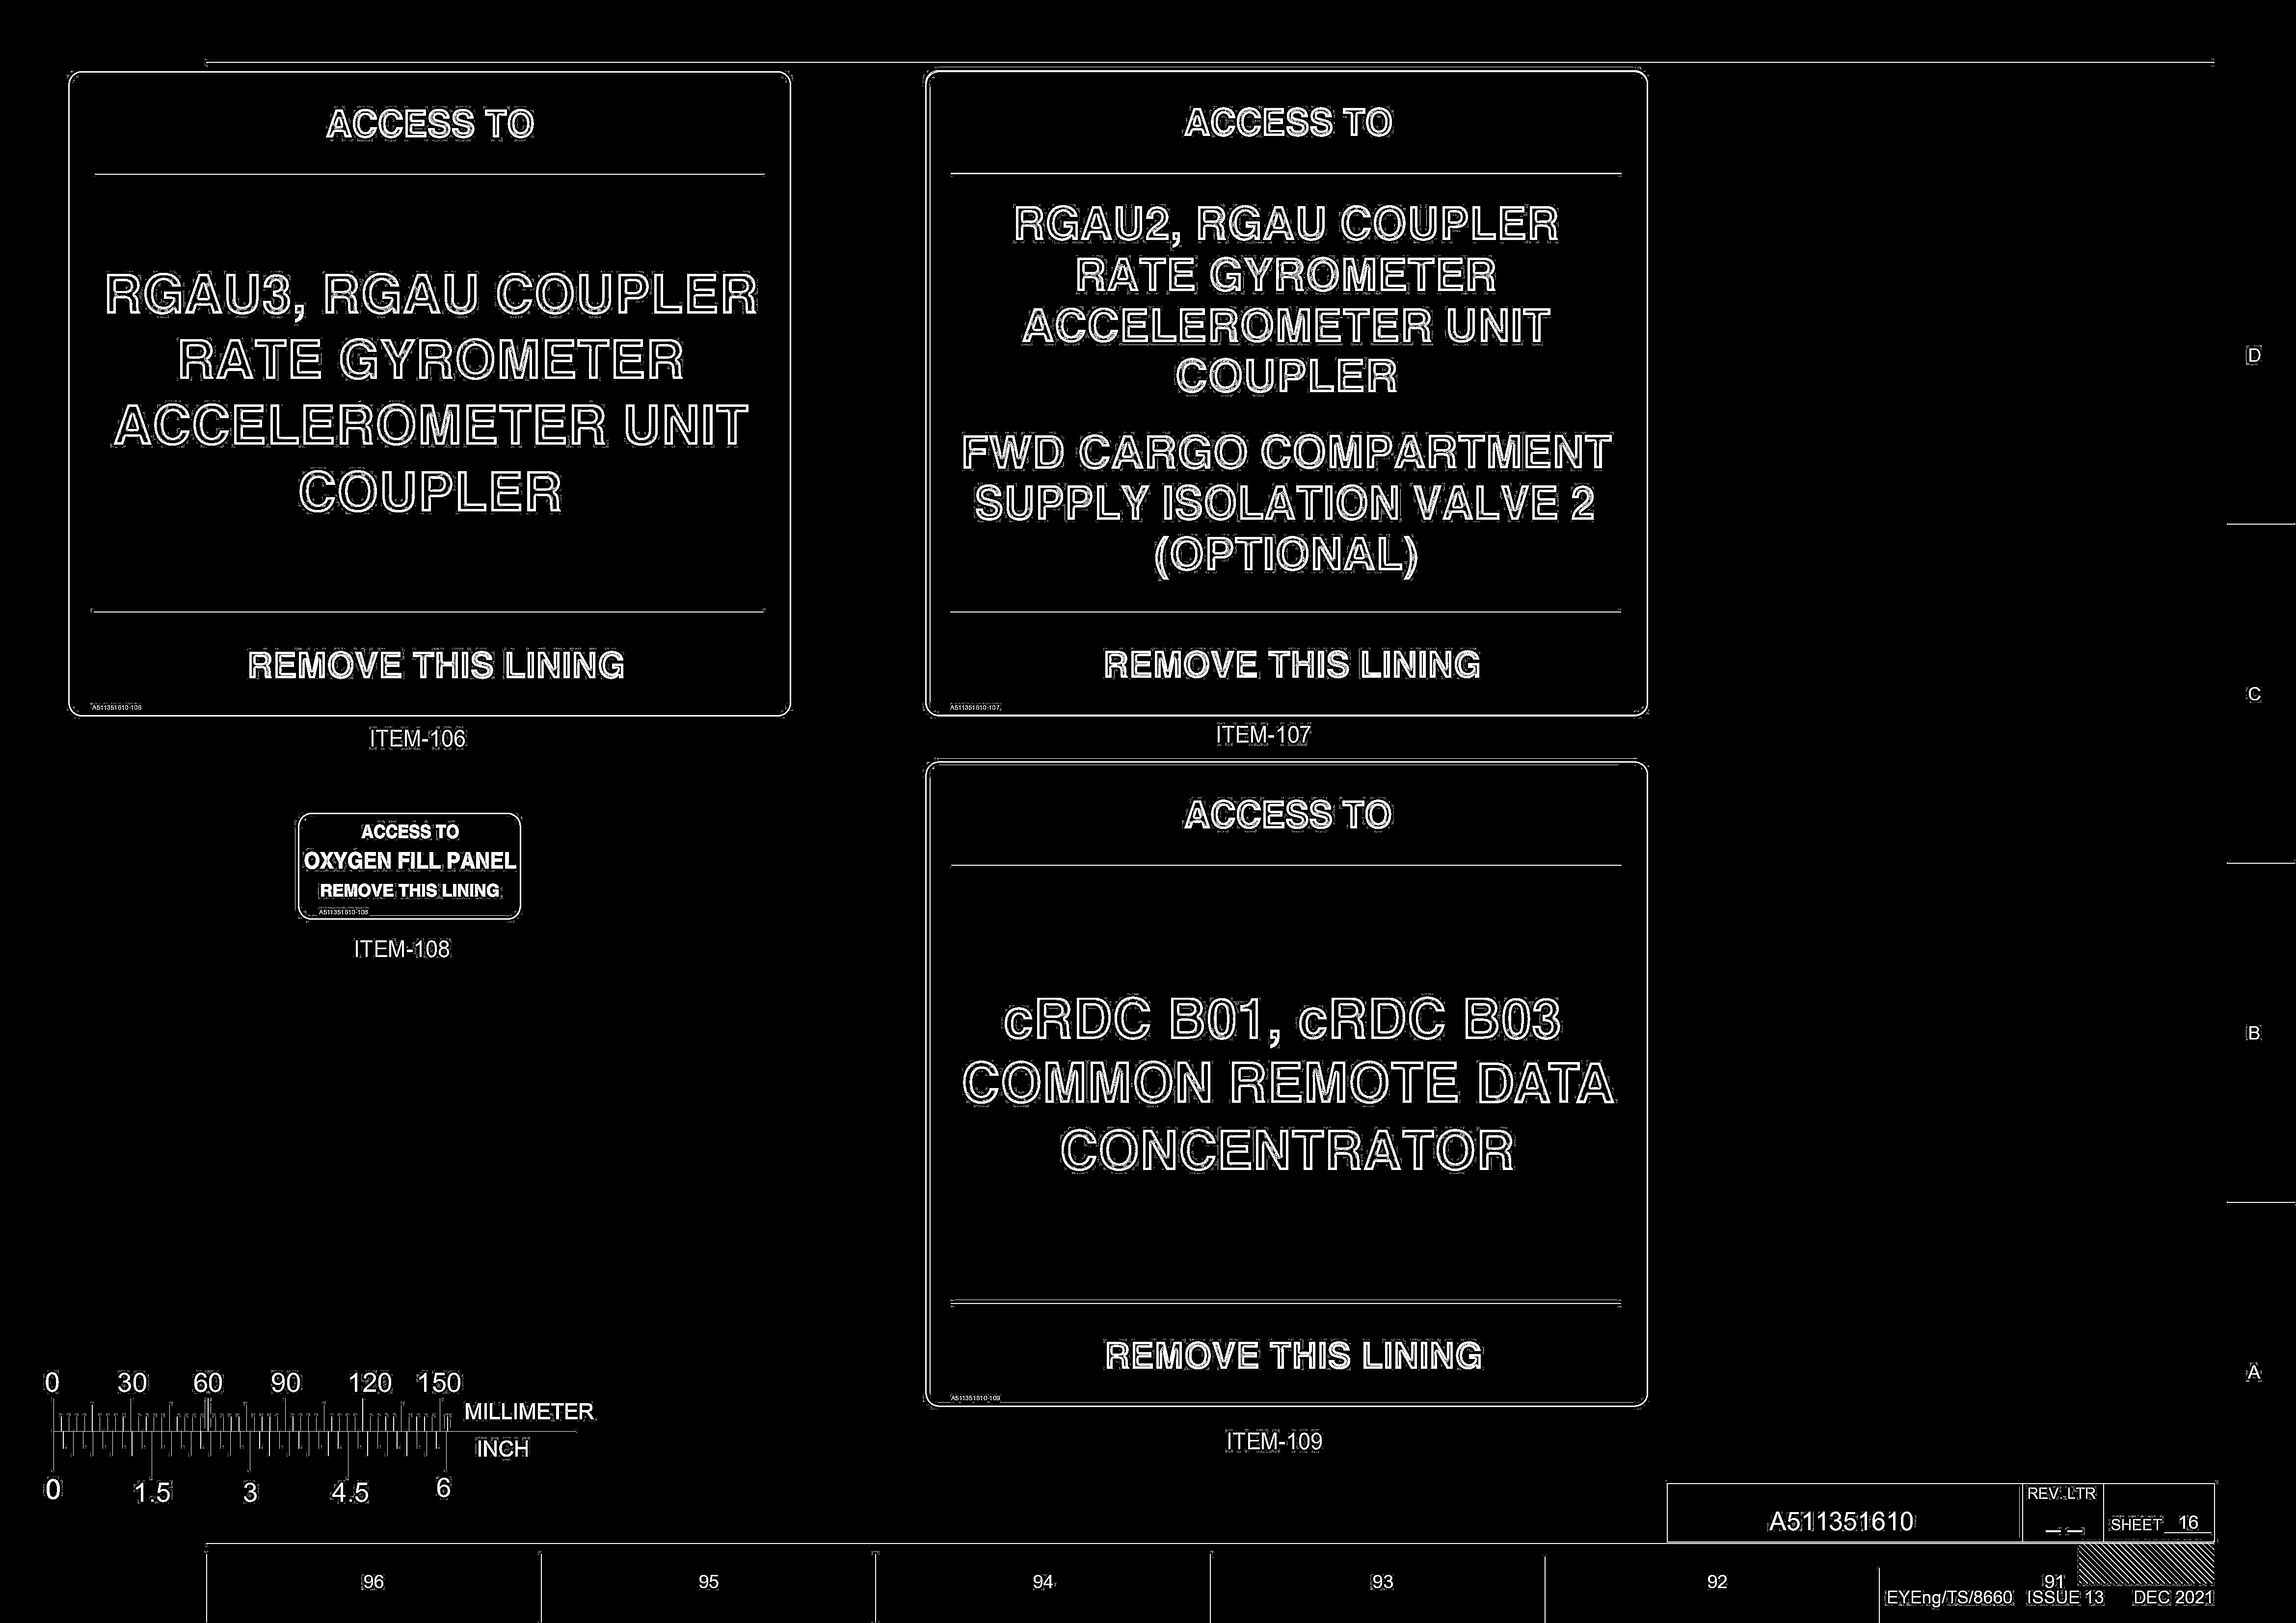 ACCESS TO
RGAU3, RGAU COUPLER
RATE GYROMETER
ACCELEROMETER UNIT
COUPLER
REMOVE THIS LINING
A511351610-106
ITEM-106
ACCESS TO
RGAU2, RGAU COUPLER
RATE GYROMETER
ACCELEROMETER UNIT
COUPLER
FWD CARGO COMPARTMENT
SUPPLY ISOLATION VALVE 2
(OPTIONAL)
REMOVE THIS LINING
A511351610-107
ITEM-107
ACCESS TO
OXYGEN FILL PANEL
REMOVE THIS LINING
A511351610-108
ITEM-108
ACCESS TO
cRDC B01, cRDC B03
COMMON REMOTE DATA
CONCENTRATOR
REMOVE THIS LINING
A511351610-109
ITEM-109
D
C
B
A
0 30 60 90 120 150
MILLIMETER
INCH
0 1.5 3 4.5 6
A511351610
REV. LTR
— —
SHEET 16
96 95 94 93 92 91
EYEng/TS/8660 ISSUE 13 DEC 2021